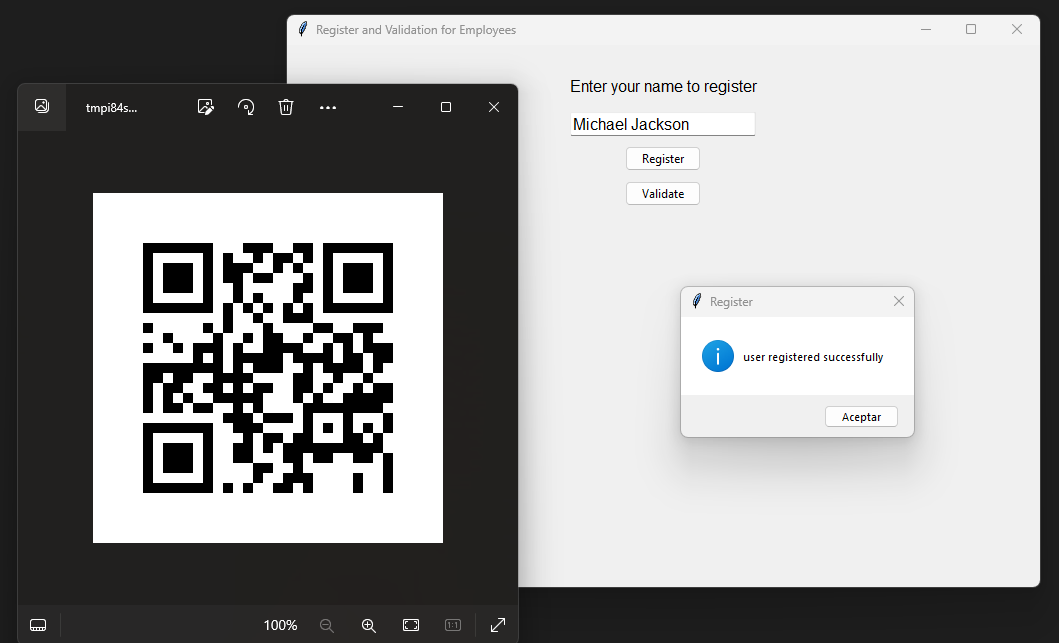 Register and Validation for Employees
tmpi84s...
Enter your name to register
Michael Jackson
Register
Validate
Register
user registered successfully
Aceptar
100%
1:1